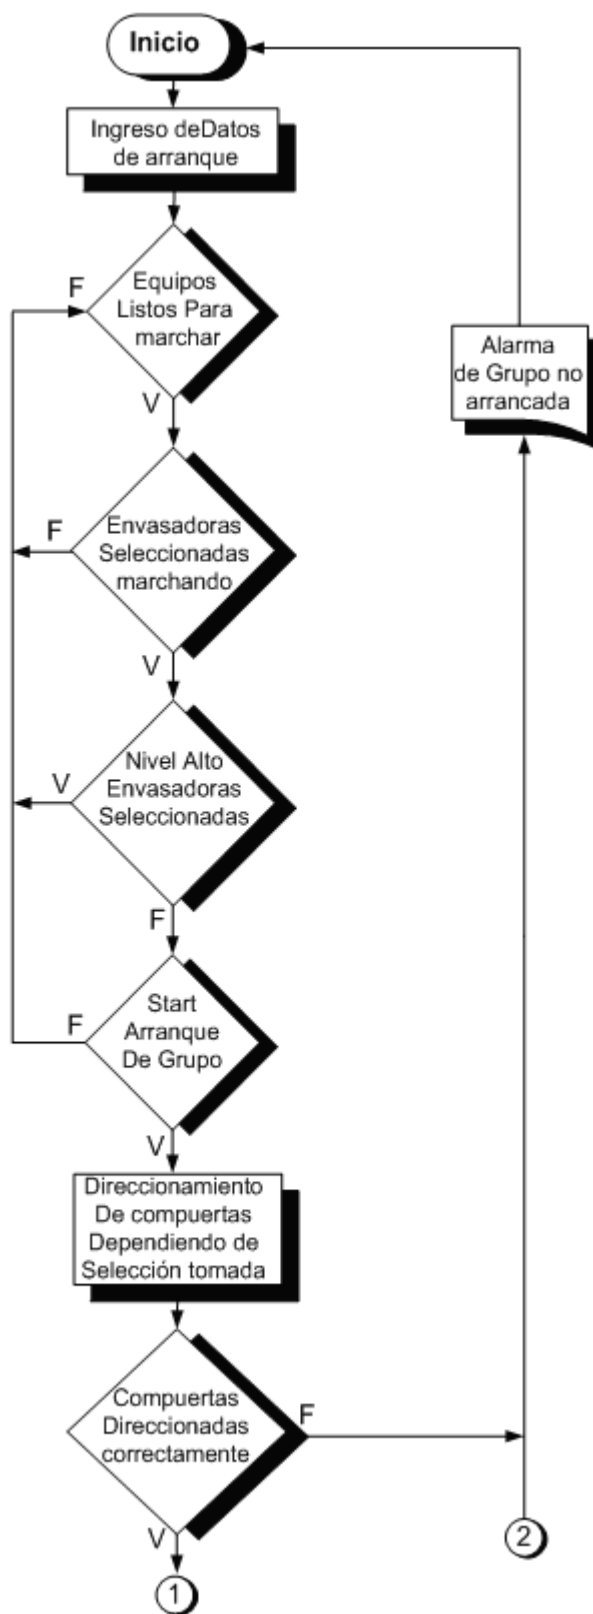 Inicio
Ingreso deDatos
de arranque
F
Equipos
Listos Para
marchar
V
Alarma
de Grupo no
arrancada
F
Envasadoras
Seleccionadas
marchando
V
V
Nivel Alto
Envasadoras
Seleccionadas
F
F
Start
Arranque
De Grupo
V
Direccionamiento
De compuertas
Dependiendo de
Selección tomada
Compuertas
Direccionadas
correctamente
F
V
2
1